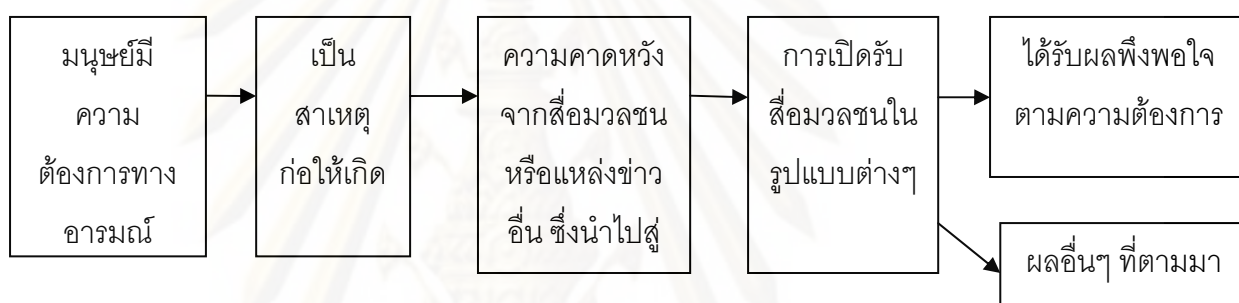 มนุษย์มี
ความ
ต้องการทาง
อารมณ์
เป็น
สาเหตุ
ก่อให้เกิด
ความคาดหวัง
จากสื่อมวลชน
หรือแหล่งข่าว
อื่น ซึ่งนำไปสู่
การเปิดรับ
สื่อมวลชนใน
รูปแบบต่างๆ
ได้รับผลพึงพอใจ
ตามความต้องการ
ผลอื่นๆ ที่ตามมา